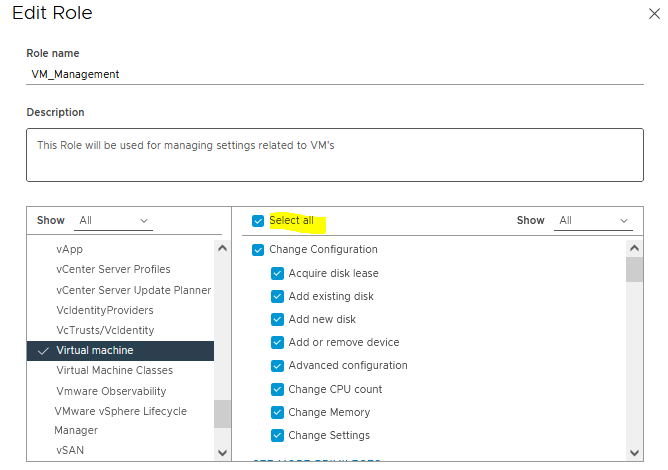 Edit Role
Role name
VM_Management
Description
This Role will be used for managing settings related to VM's
Show All
Select all
Show All
vApp
vCenter Server Profiles
vCenter Server Update Planner
VcIdentityProviders
VcTrusts/VcIdentity
Virtual machine
Virtual Machine Classes
Vmware Observability
VMware vSphere Lifecycle
Manager
vSAN
Change Configuration
Acquire disk lease
Add existing disk
Add new disk
Add or remove device
Advanced configuration
Change CPU count
Change Memory
Change Settings